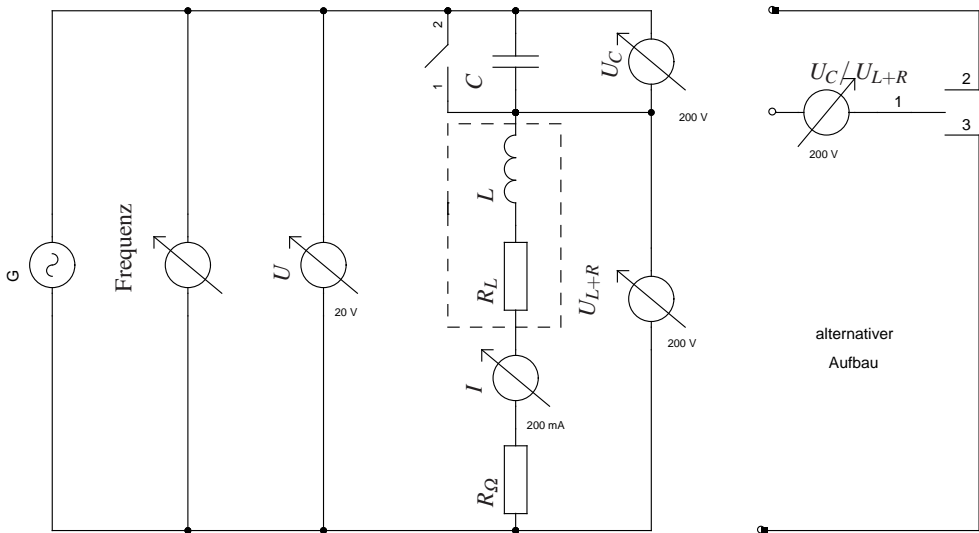 G
Frequenz
U
20 V
2
1
C
U_C
200 V
L
R_L
U_{L+R}
200 V
I
200 mA
R_Ω
U_C/U_{L+R}
200 V
1
2
3
alternativer
Aufbau